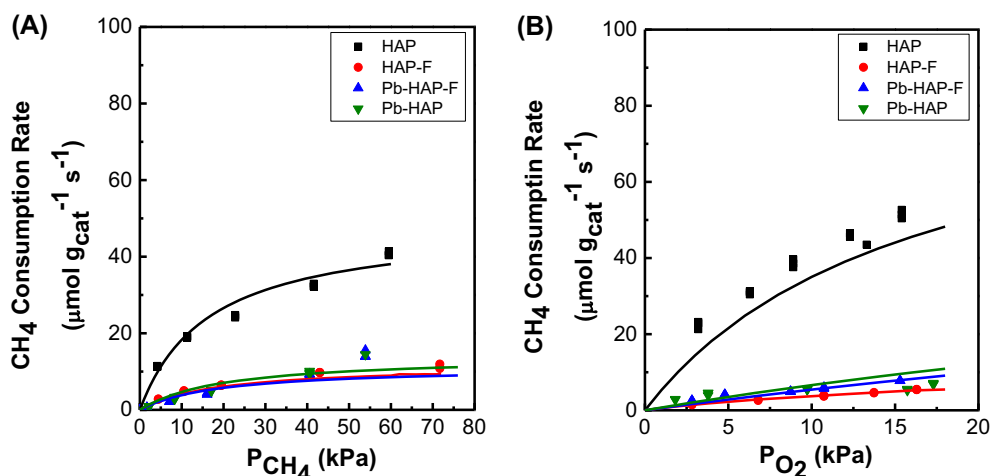 (A)
CH4 Consumption Rate
(μmol gcat-1 s-1)
100
80
60
40
20
0
0 10 20 30 40 50 60 70 80
PCH4 (kPa)
HAP
HAP-F
Pb-HAP-F
Pb-HAP
(B)
CH4 Consumptin Rate
(μmol gcat-1 s-1)
100
80
60
40
20
0
0 5 10 15 20
PO2 (kPa)
HAP
HAP-F
Pb-HAP-F
Pb-HAP